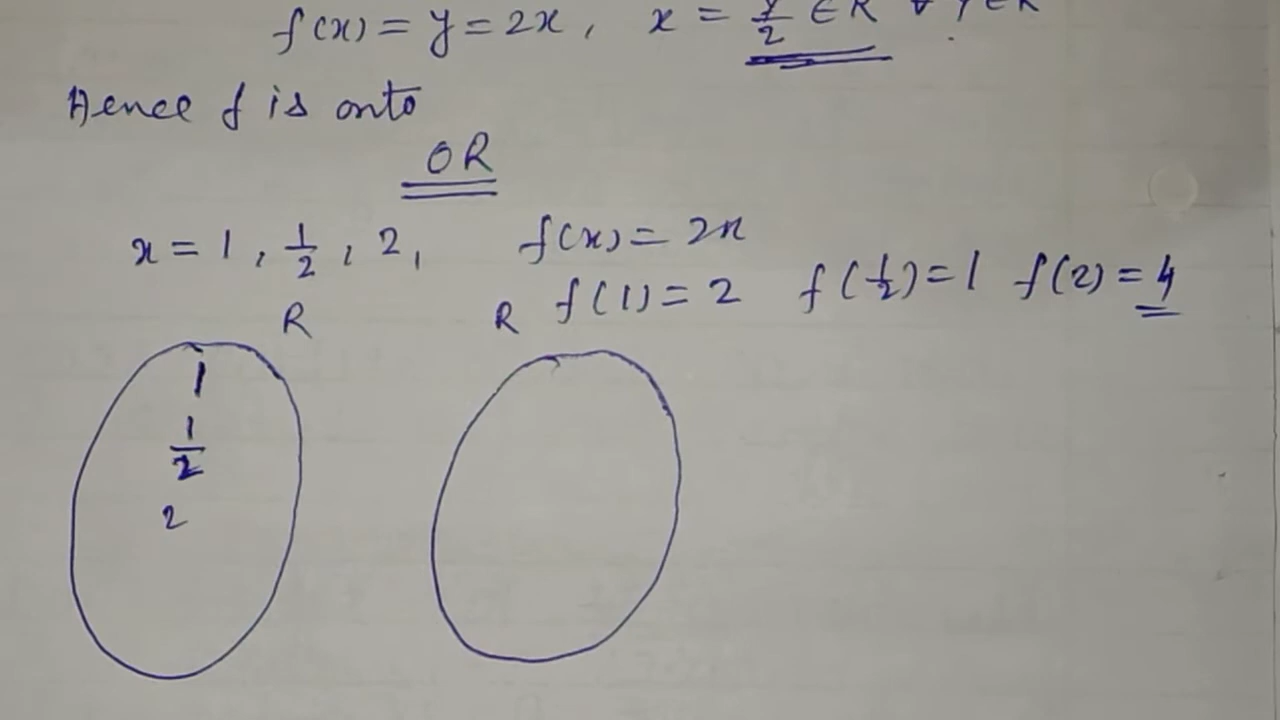 f(x) = y = 2x, x = y/2 ∈ R ∀ y ∈ R
Hence f is onto
OR
x = 1, 1/2, 2, f(x) = 2x
f(1) = 2 f(1/2) = 1 f(2) = 4
R R
1
1/2
2